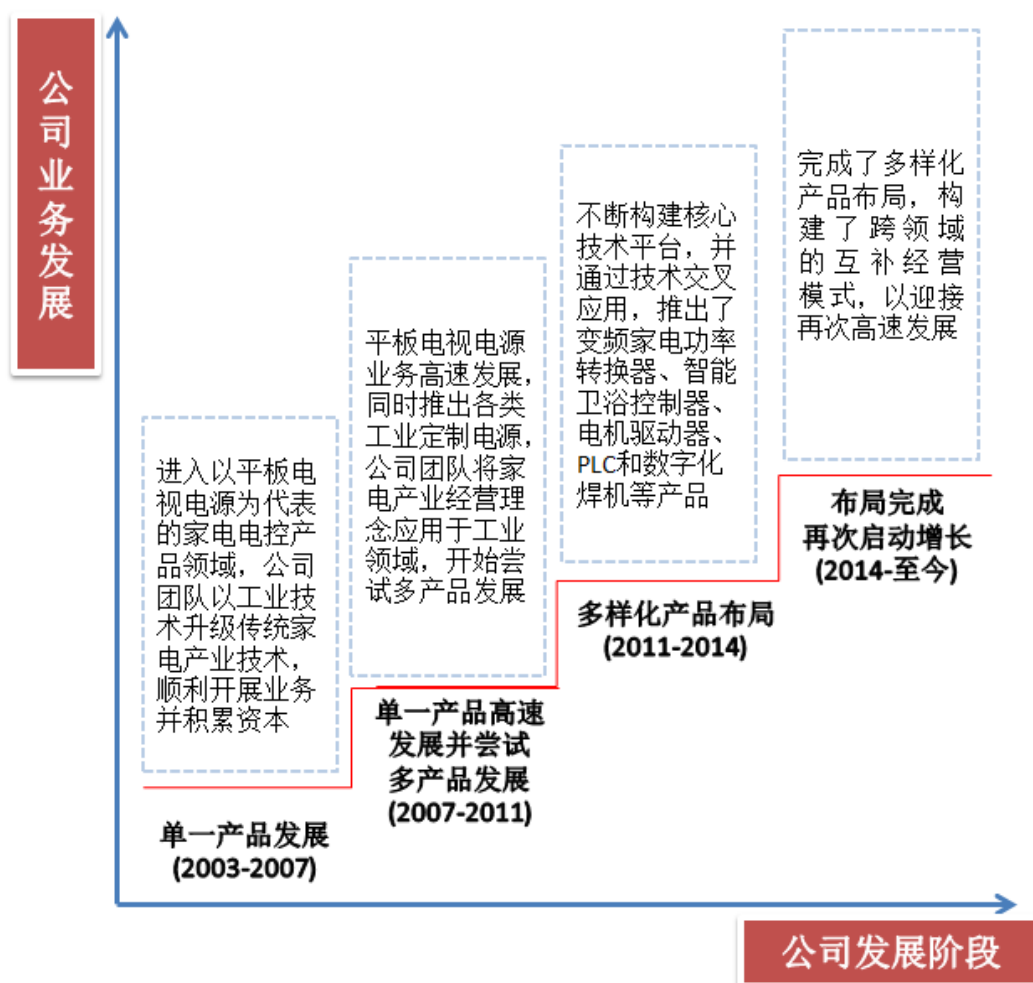 公司业务发展
进入以平板电
视电源为代表
的家电电控产
品领域，公司
团队以工业技
术升级传统家
电产业技术，
顺利开展业务
并积累资本
单一产品发展
(2003-2007)
平板电视电源
业务高速发展，
同时推出各类
工业定制电源，
公司团队将家
电产业经营理
念应用于工业
领域，开始尝
试多产品发展
单一产品高速
发展并尝试
多产品发展
(2007-2011)
不断构建核心
技术平台，并
通过技术交叉
应用，推出了
变频家电功率
转换器、智能
卫浴控制器、
电机驱动器、
PLC和数字化
焊机等产品
多样化产品布局
(2011-2014)
完成了多样化
产品布局，构
建了跨领域
的互补经营
模式，以迎接
再次高速发展
布局完成
再次启动增长
(2014-至今)
公司发展阶段